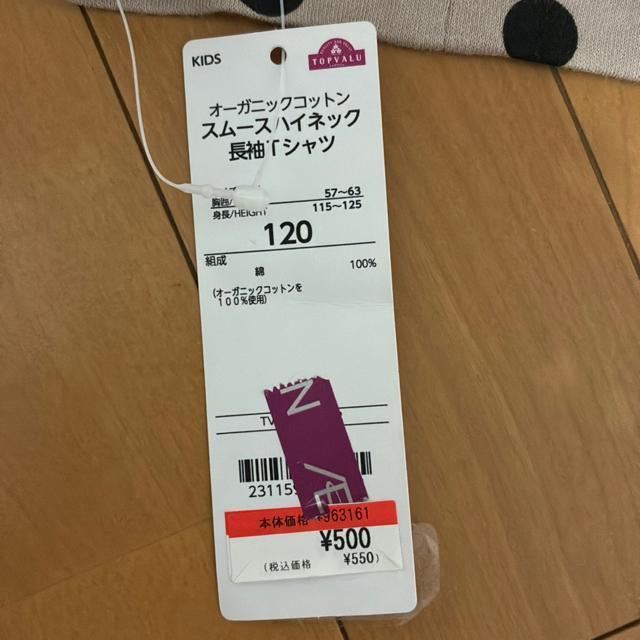 KIDS
TOPVALU
オーガニックコットン
スムースハイネック
長袖Tシャツ
胸囲/ 57～63
身長/HEIGHT 115～125
120
組成
綿 100%
(オーガニックコットンを
100%使用)
TV
N
Æ
23115
本体価格 963161
¥500
(税込価格 ¥550)